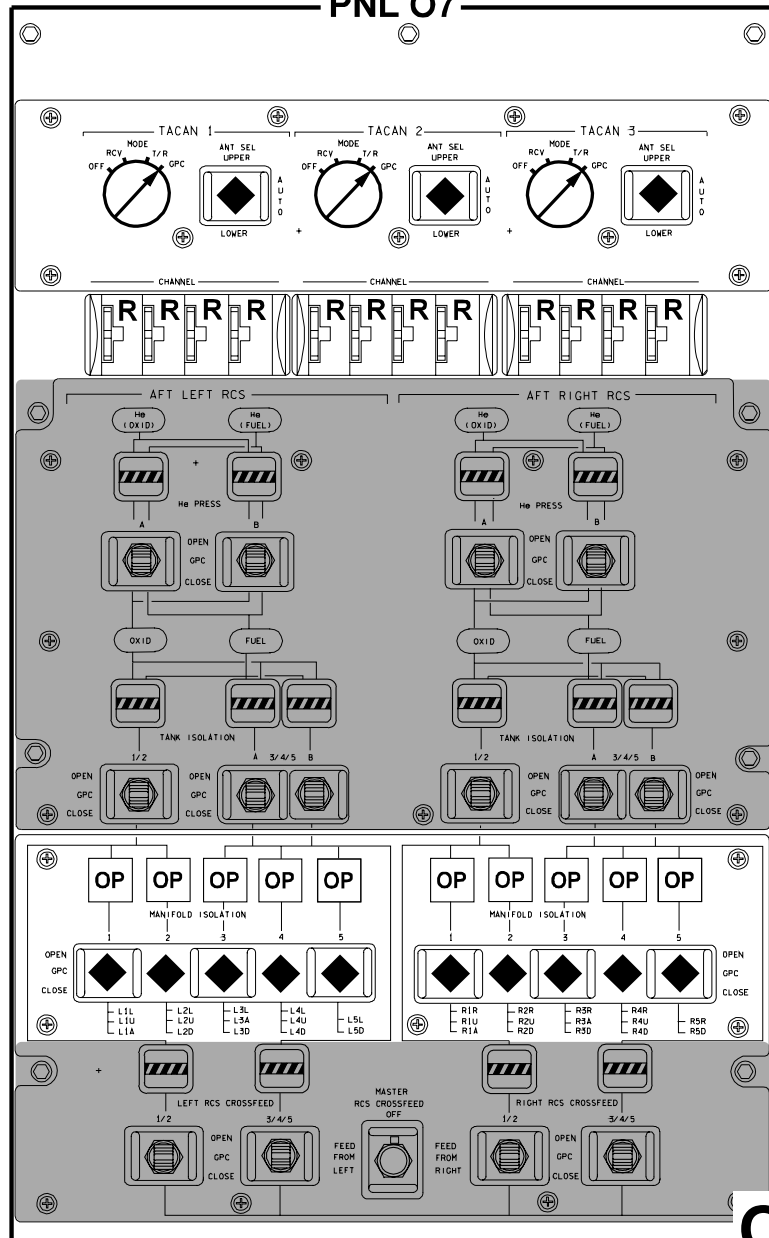 PNL O7
TACAN 1 TACAN 2 TACAN 3
OFF RCV MODE T/R GPC ANT SEL UPPER AUTO LOWER
OFF RCV MODE T/R GPC ANT SEL UPPER AUTO LOWER
OFF RCV MODE T/R GPC ANT SEL UPPER AUTO LOWER
CHANNEL CHANNEL CHANNEL
R R R R R R R R R R R R
AFT LEFT RCS AFT RIGHT RCS
He (OXID) He (FUEL) He (OXID) He (FUEL)
He PRESS He PRESS
A B A B
OPEN OPEN
GPC GPC
CLOSE CLOSE
OXID FUEL OXID FUEL
TANK ISOLATION TANK ISOLATION
1/2 A 3/4/5 B 1/2 A 3/4/5 B
OPEN OPEN OPEN OPEN
GPC GPC GPC GPC
CLOSE CLOSE CLOSE CLOSE
OP OP OP OP OP OP OP OP OP OP
MANIFOLD ISOLATION MANIFOLD ISOLATION
1 2 3 4 5 1 2 3 4 5
OPEN OPEN
GPC GPC
CLOSE CLOSE
L1L L2L L3L L4L R1R R2R R3R R4R
L1U L2U L3A L4U L5L R1U R2U R3A R4U R5R
L1A L2D L3D L4D L5D R1A R2D R3D R4D R5D
LEFT RCS CROSSFEED MASTER RCS CROSSFEED OFF RIGHT RCS CROSSFEED
1/2 3/4/5 1/2 3/4/5
OPEN FEED FEED OPEN
GPC FROM FROM GPC
CLOSE LEFT RIGHT CLOSE